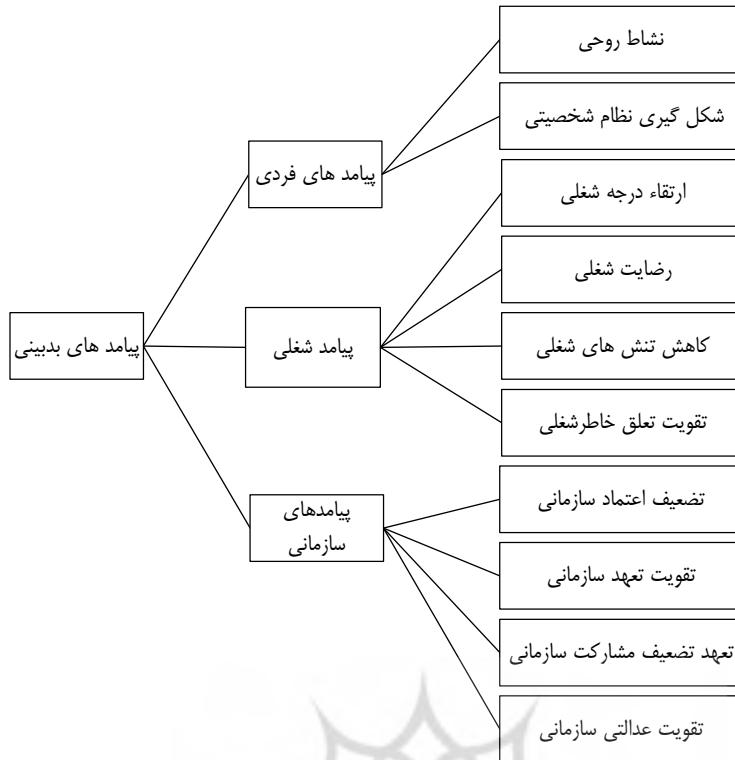 نشاط روحی
شکل گیری نظام شخصیتی
پیامد های فردی
ارتقاء درجه شغلی
رضایت شغلی
پیامد های بدبینی
پیامد شغلی
کاهش تنش های شغلی
تقویت تعلق خاطرشغلی
تضعیف اعتماد سازمانی
پیامدهای
سازمانی
تقویت تعهد سازمانی
تعهد تضعیف مشارکت سازمانی
تقویت عدالتی سازمانی